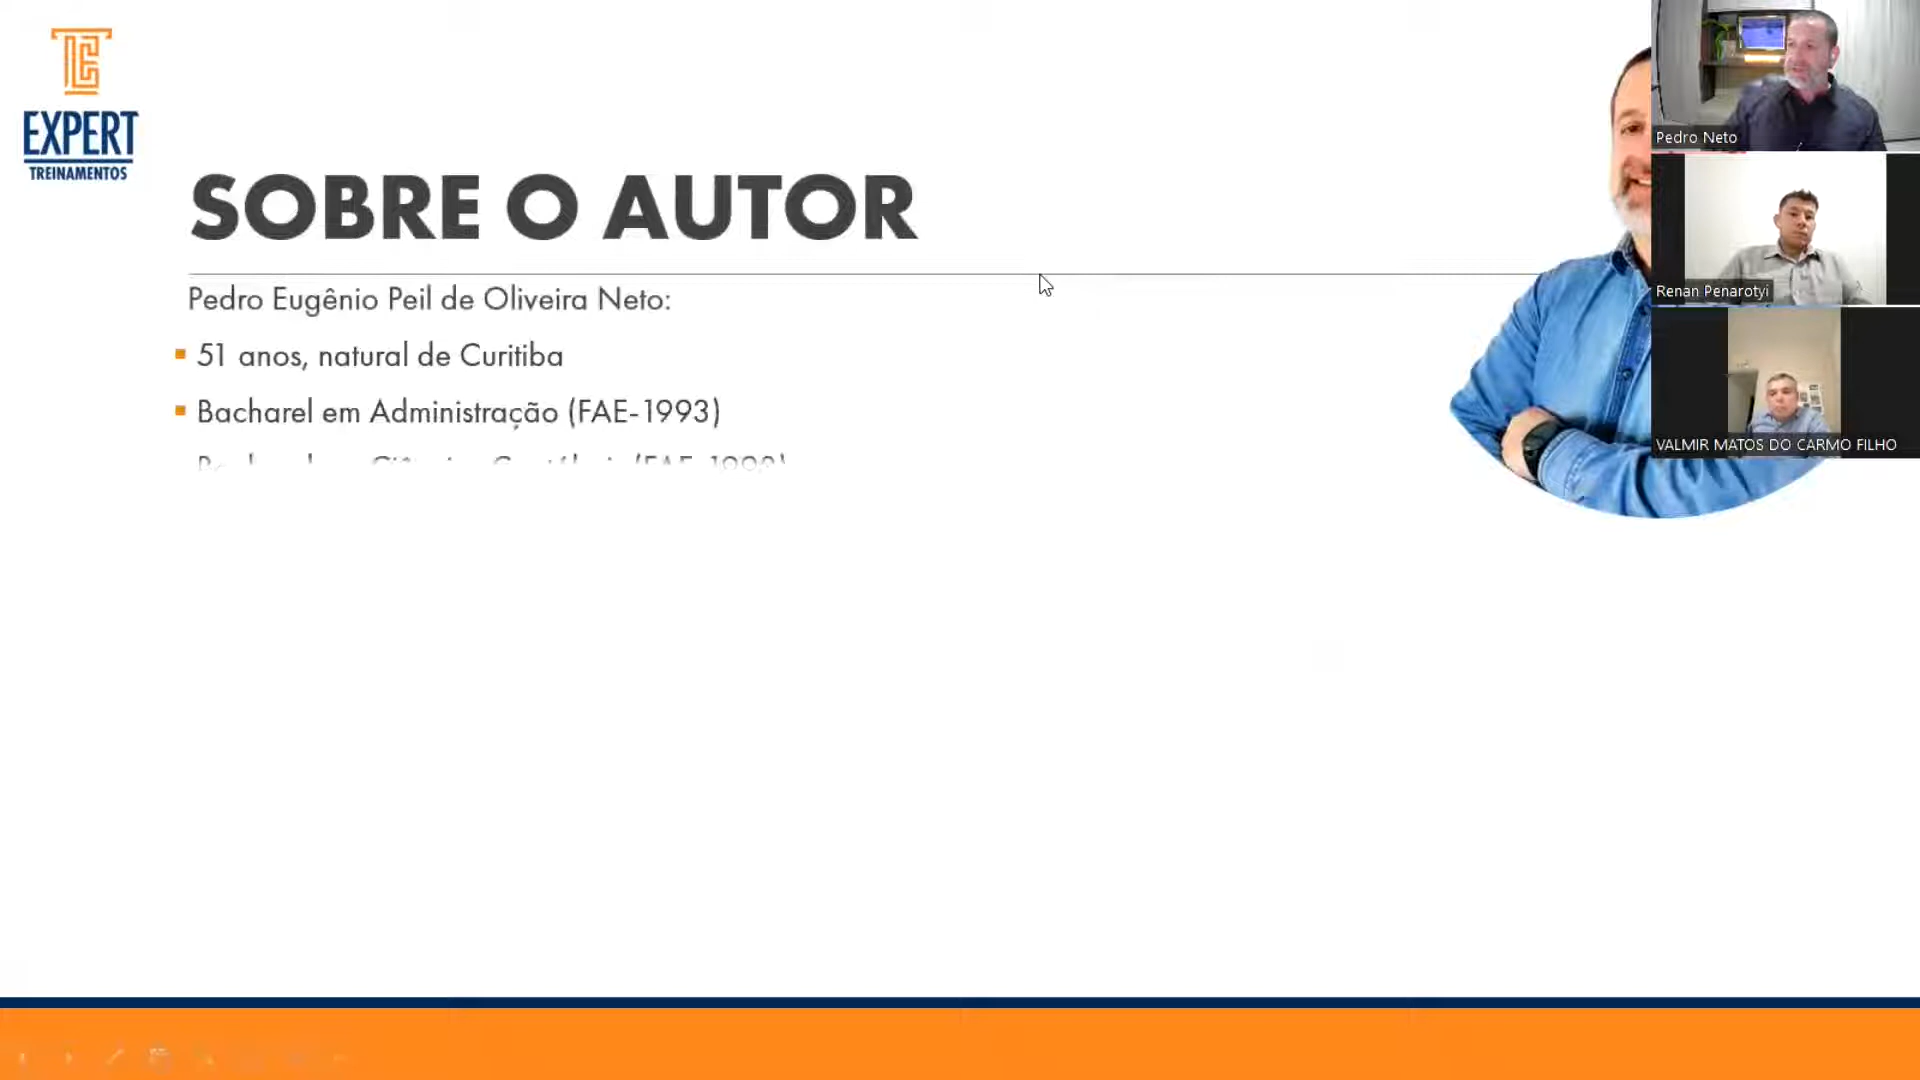 EXPERT
TREINAMENTOS
SOBRE O AUTOR
Pedro Eugênio Peil de Oliveira Neto:
51 anos, natural de Curitiba
Bacharel em Administração (FAE-1993)
Pedro Neto
Renan Penarotyi
VALMIR MATOS DO CARMO FILHO